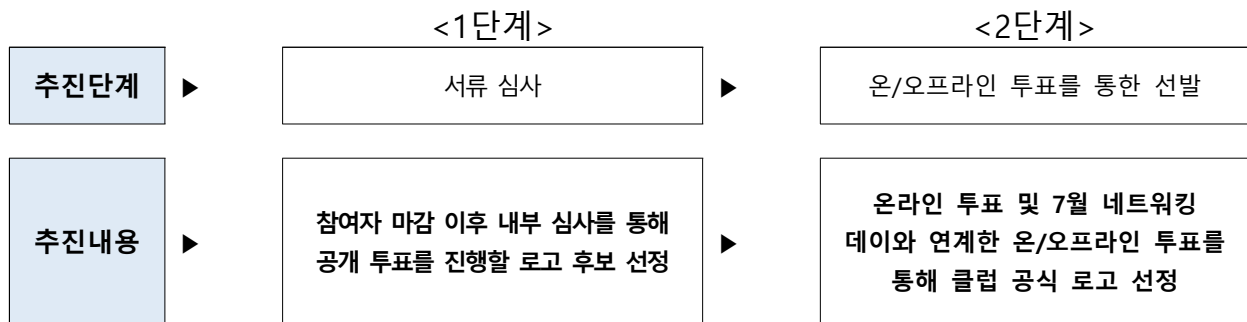 <1단계>
<2단계>
추진단계 ▶ 서류 심사 ▶ 온/오프라인 투표를 통한 선발
추진내용 ▶
참여자 마감 이후 내부 심사를 통해
공개 투표를 진행할 로고 후보 선정
▶
온라인 투표 및 7월 네트워킹
데이와 연계한 온/오프라인 투표를
통해 클럽 공식 로고 선정